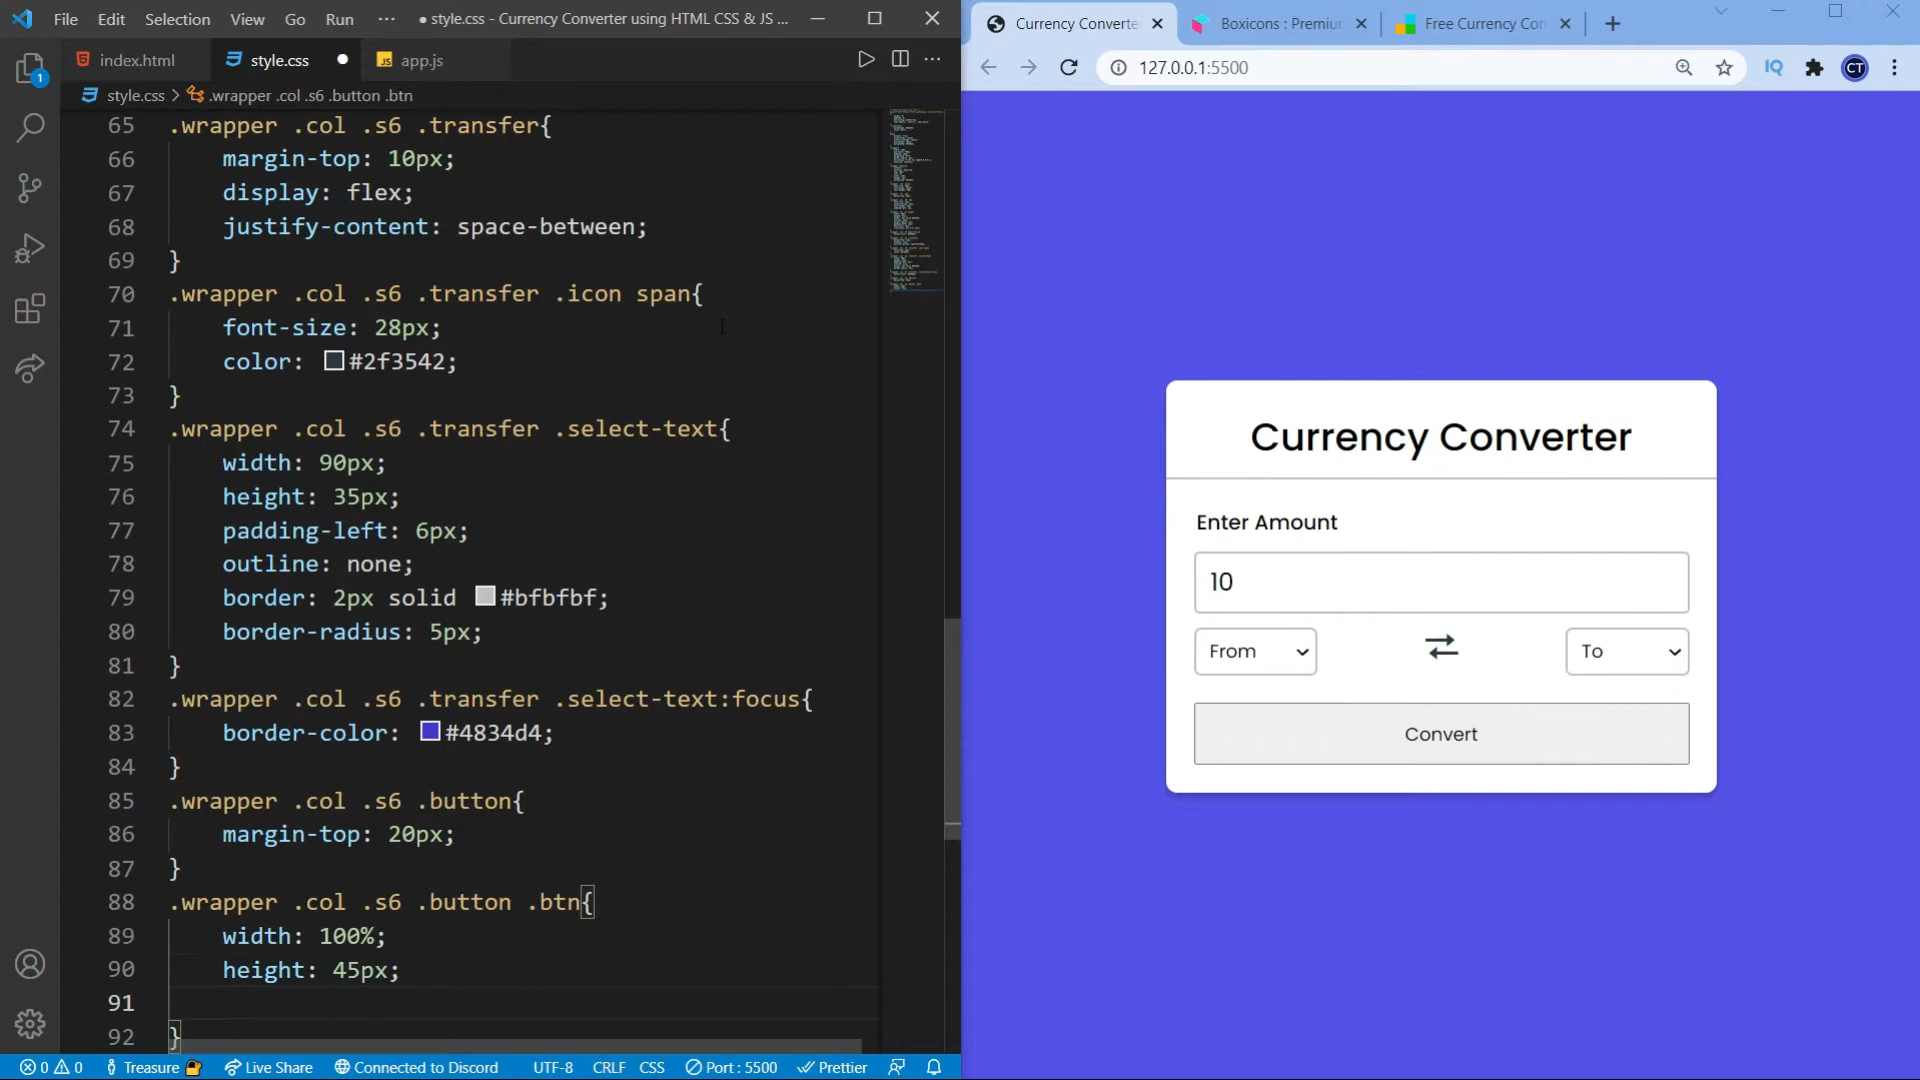 File Edit Selection View Go Run ··· ● style.css - Currency Converter using HTML CSS & JS ...
index.html style.css ● JS app.js
1
style.css > .wrapper .col .s6 .button .btn
65 .wrapper .col .s6 .transfer{
66 margin-top: 10px;
67 display: flex;
68 justify-content: space-between;
69 }
70 .wrapper .col .s6 .transfer .icon span{
71 font-size: 28px;
72 color: #2f3542;
73 }
74 .wrapper .col .s6 .transfer .select-text{
75 width: 90px;
76 height: 35px;
77 padding-left: 6px;
78 outline: none;
79 border: 2px solid #bfbfbf;
80 border-radius: 5px;
81 }
82 .wrapper .col .s6 .transfer .select-text:focus{
83 border-color: #4834d4;
84 }
85 .wrapper .col .s6 .button{
86 margin-top: 20px;
87 }
88 .wrapper .col .s6 .button .btn{
89 width: 100%;
90 height: 45px;
91
92 }
0 0 Treasure Live Share Connected to Discord UTF-8 CRLF CSS Port : 5500 Prettier
Currency Converte Boxicons : Premiu Free Currency Con
127.0.0.1:5500 IQ CT
Currency Converter
Enter Amount
10
From To
Convert